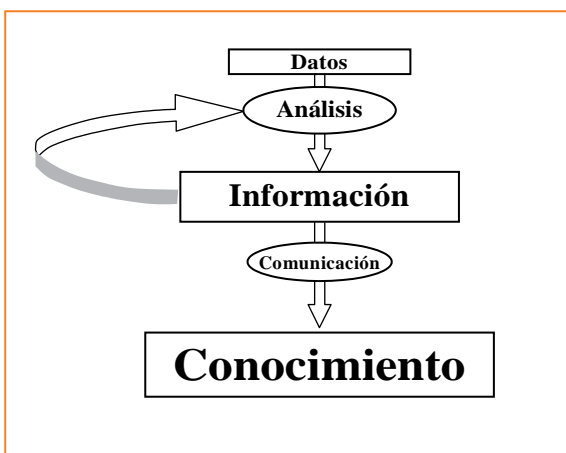 Datos
Análisis
Información
Comunicación
Conocimiento